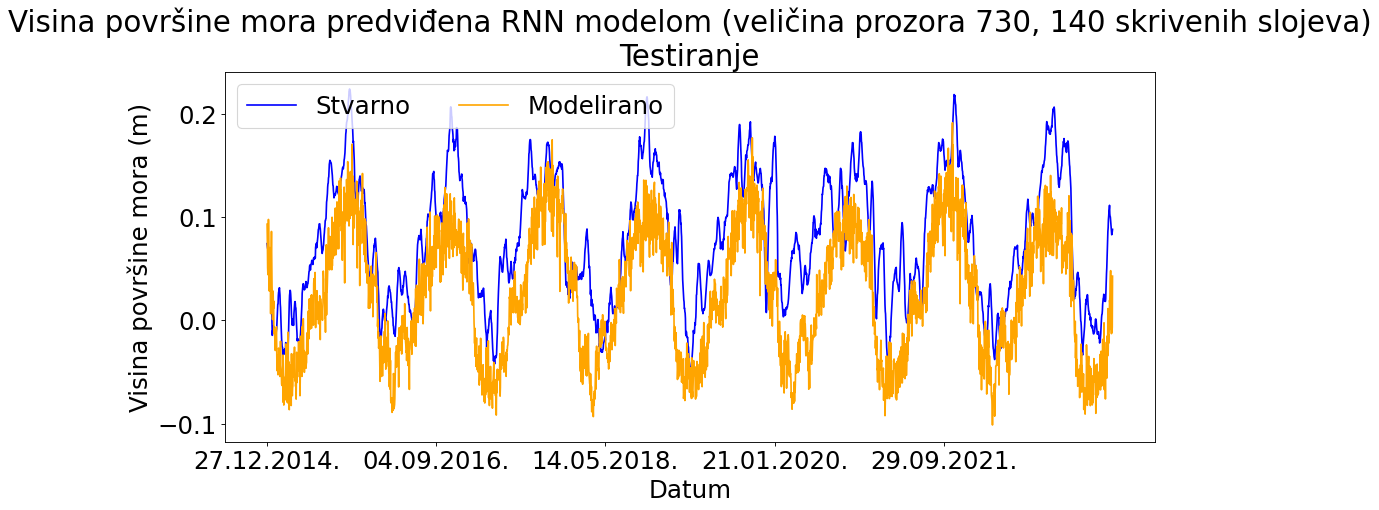 Visina površine mora predviđena RNN modelom (veličina prozora 730, 140 skrivenih slojeva)
Testiranje
Stvarno
Modelirano
Visina površine mora (m)
0.2
0.1
0.0
−0.1
27.12.2014.
04.09.2016.
14.05.2018.
21.01.2020.
29.09.2021.
Datum